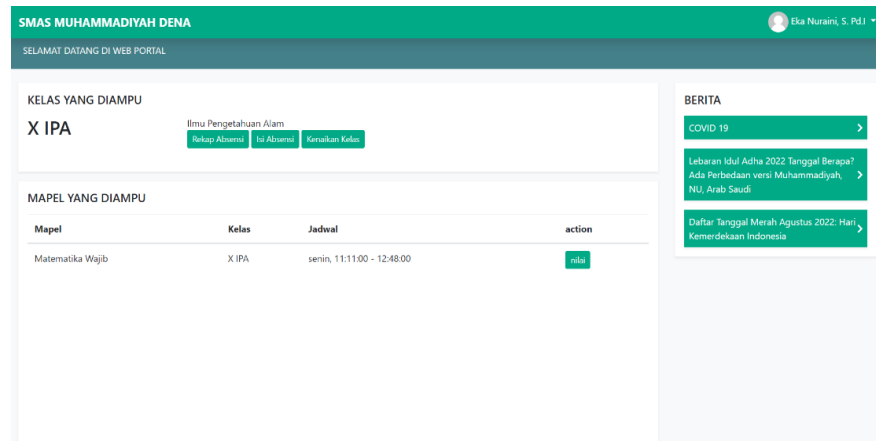 SMAS MUHAMMADIYAH DENA
Eka Nuraini, S. Pd.I
SELAMAT DATANG DI WEB PORTAL
KELAS YANG DIAMPU
X IPA
Ilmu Pengetahuan Alam
Rekap Absensi Isi Absensi Kenaikan Kelas
MAPEL YANG DIAMPU
Mapel Kelas Jadwal action
Matematika Wajib X IPA senin, 11:11:00 - 12:48:00 nilai
BERITA
COVID 19
Lebaran Idul Adha 2022 Tanggal Berapa?
Ada Perbedaan versi Muhammadiyah,
NU, Arab Saudi
Daftar Tanggal Merah Agustus 2022: Hari
Kemerdekaan Indonesia